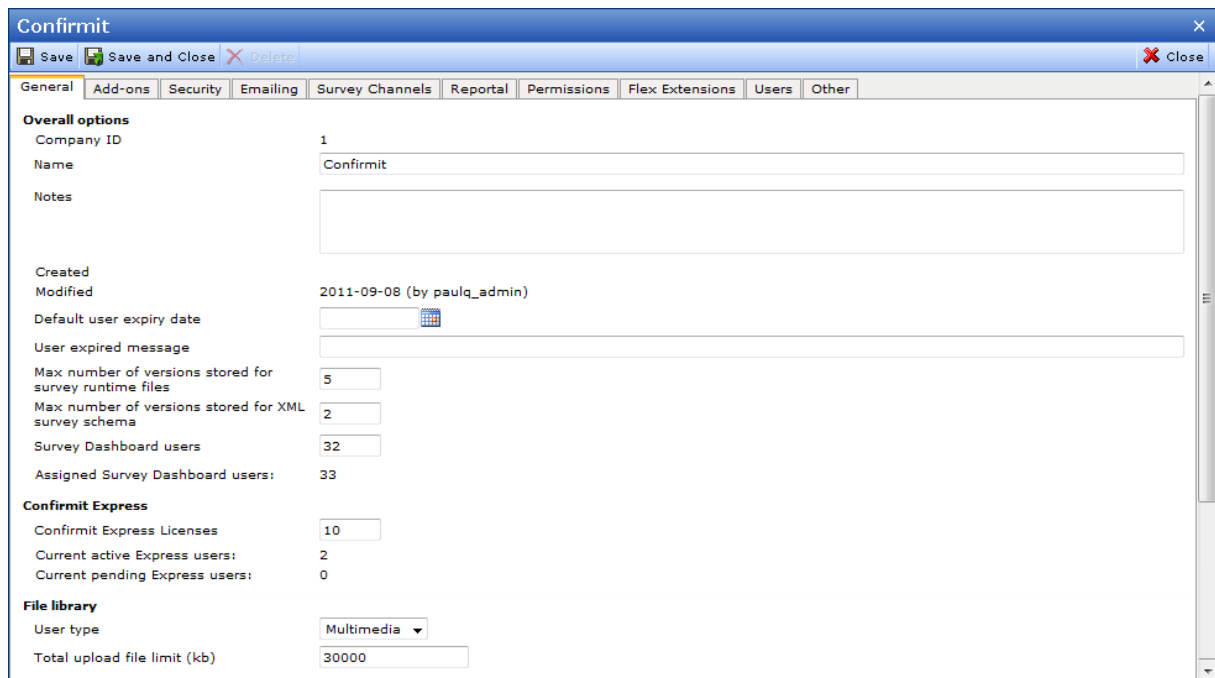 Confirmit
Save Save and Close Delete Close
General Add-ons Security Emailing Survey Channels Reportal Permissions Flex Extensions Users Other
Overall options
Company ID 1
Name Confirmit
Notes
Created
Modified 2011-09-08 (by paulq_admin)
Default user expiry date
User expired message
Max number of versions stored for
survey runtime files 5
Max number of versions stored for XML
survey schema 2
Survey Dashboard users 32
Assigned Survey Dashboard users: 33
Confirmit Express
Confirmit Express Licenses 10
Current active Express users: 2
Current pending Express users: 0
File library
User type Multimedia
Total upload file limit (kb) 30000